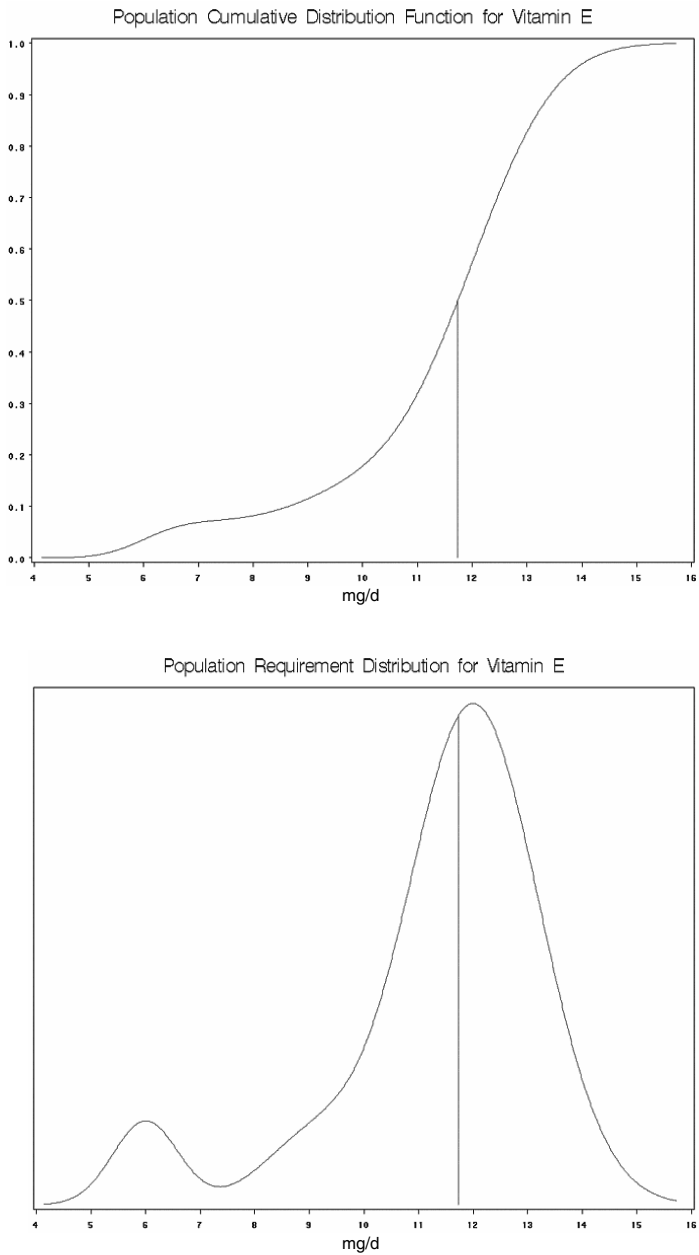 Population Cumulative Distribution Function for Vitamin E
1.0
0.9
0.8
0.7
0.6
0.5
0.4
0.3
0.2
0.1
0.0
4 5 6 7 8 9 10 11 12 13 14 15 16
mg/d
Population Requirement Distribution for Vitamin E
4 5 6 7 8 9 10 11 12 13 14 15 16
mg/d